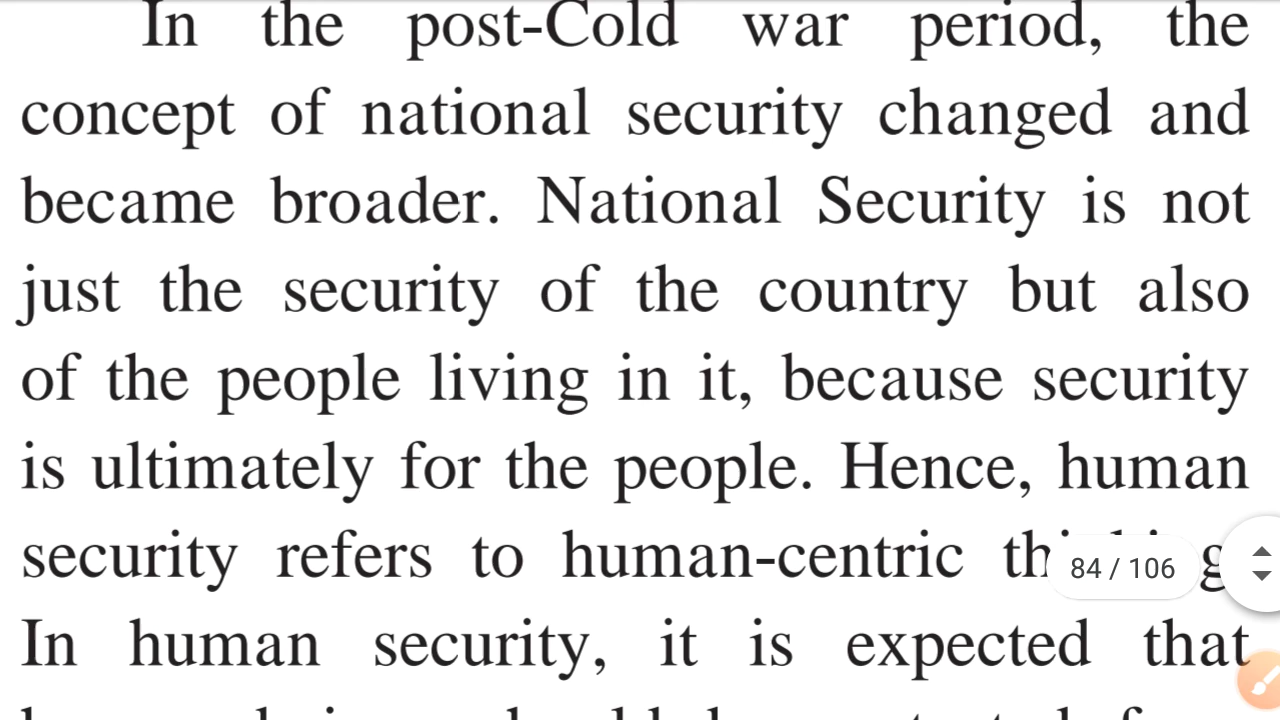 In the post-Cold war period, the
concept of national security changed and
became broader. National Security is not
just the security of the country but also
of the people living in it, because security
is ultimately for the people. Hence, human
security refers to human-centric
84 / 106
In human security, it is expected that